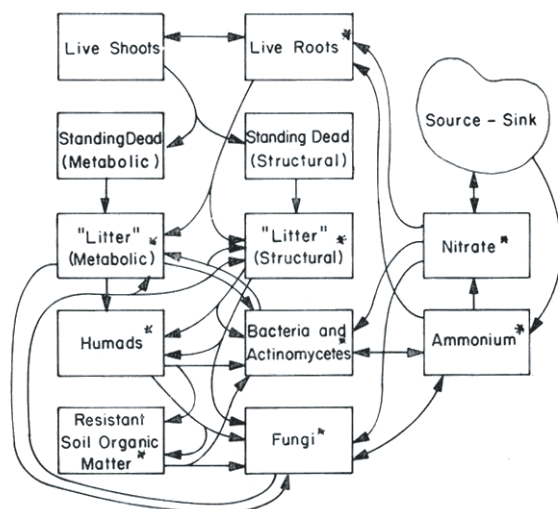 Live Shoots
Live Roots *
Standing Dead
(Metabolic)
Standing Dead
(Structural)
Source - Sink
"Litter" *
(Metabolic)
"Litter" *
(Structural)
Nitrate *
Humads *
Bacteria and
Actinomycetes *
Ammonium *
Resistant
Soil Organic
Matter *
Fungi *